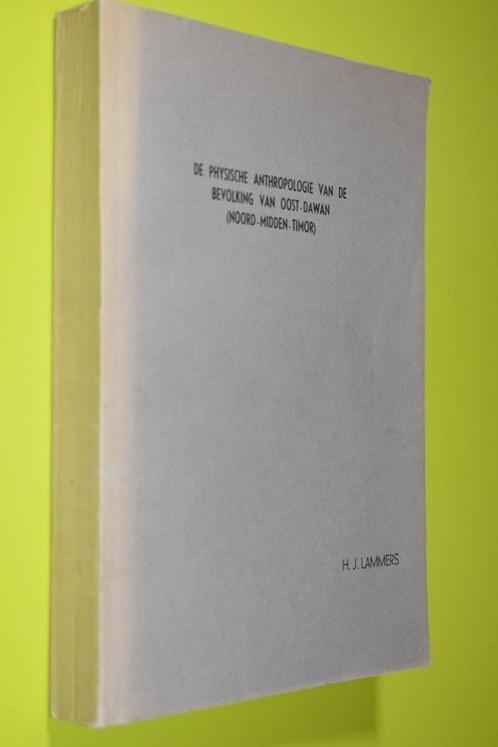 DE PHYSISCHE ANTHROPOLOGIE VAN DE
BEVOLKING VAN OOST-DAWAN
(NOORD-MIDDEN-TIMOR)
H. J. LAMMERS